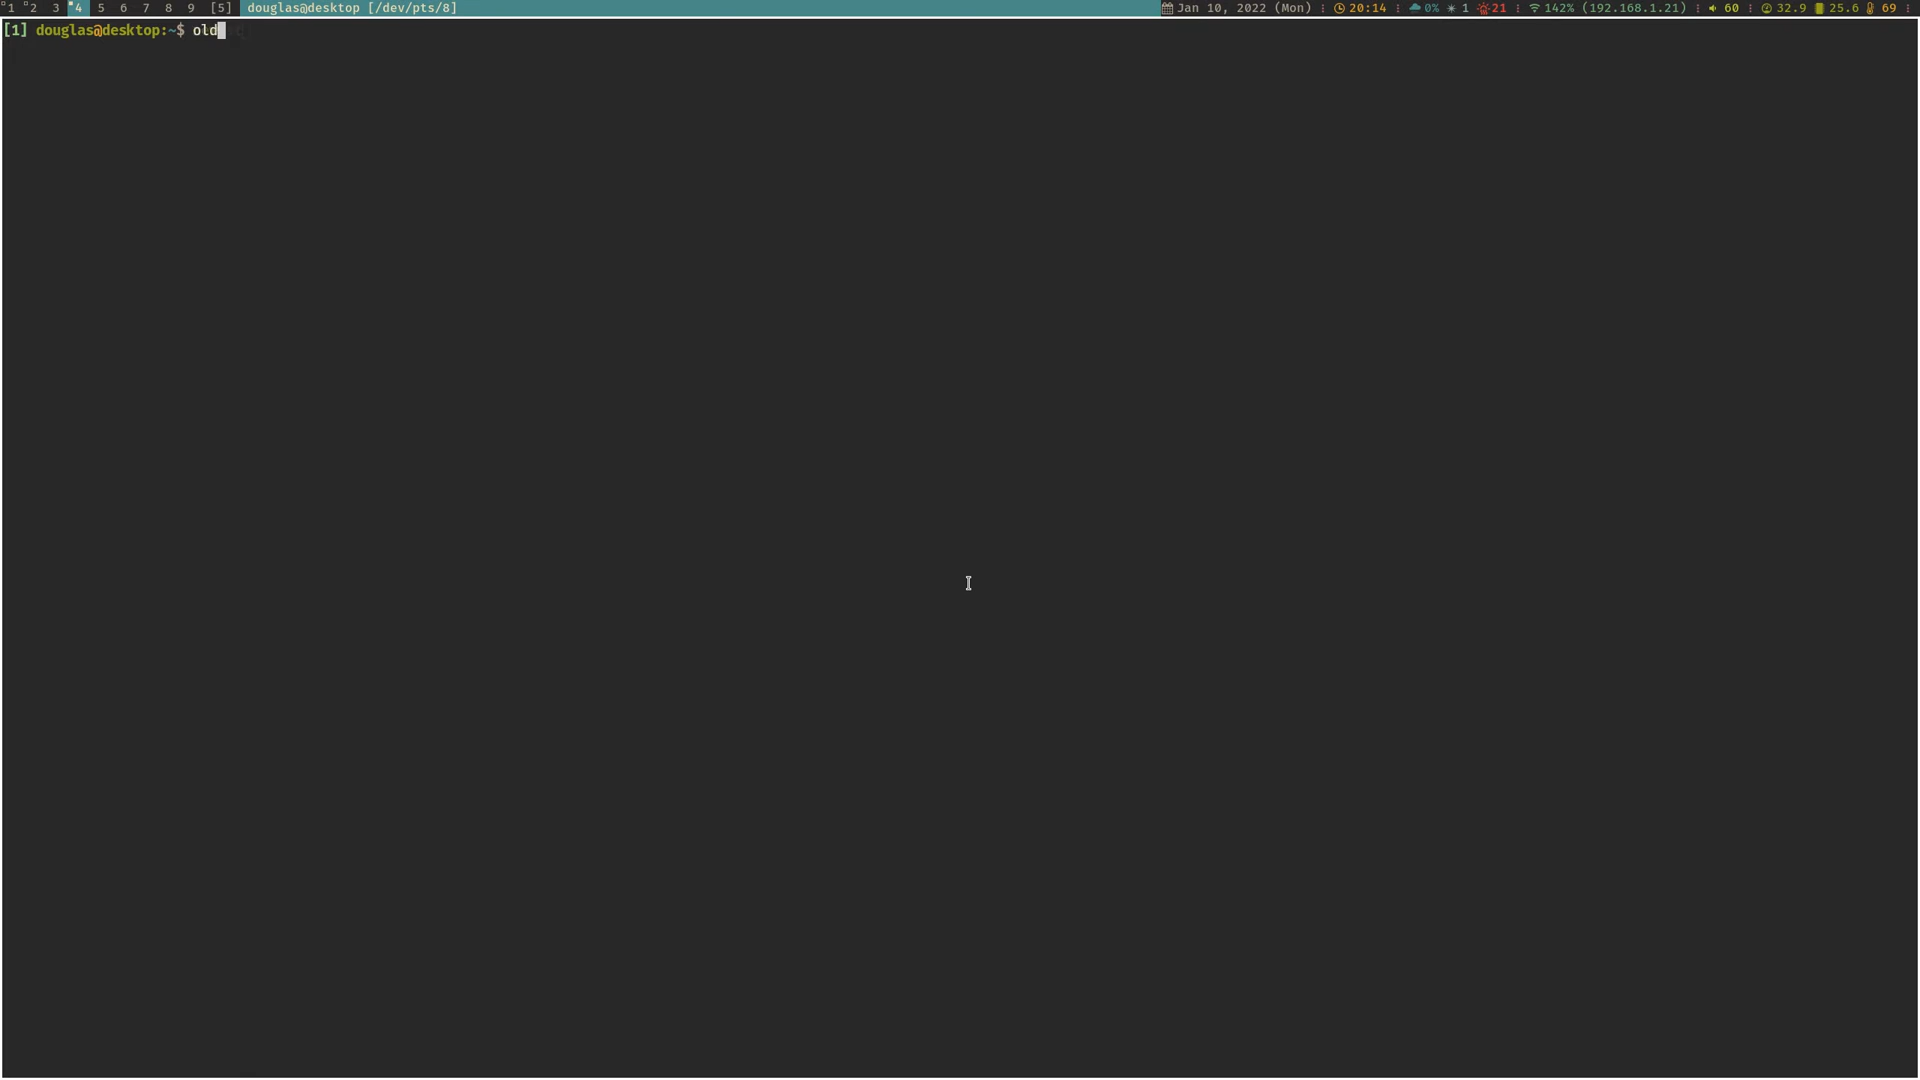 1 2 3 4 5 6 7 8 9 [5] douglas@desktop [/dev/pts/8] Jan 10, 2022 (Mon) ⋮ 20:14 ⋮ 0% ☀ 1 21 ⋮ 142% (192.168.1.21) ⋮ 60 ⋮ 32.9 25.6 69 ⋮
[1] douglas@desktop:~$ old